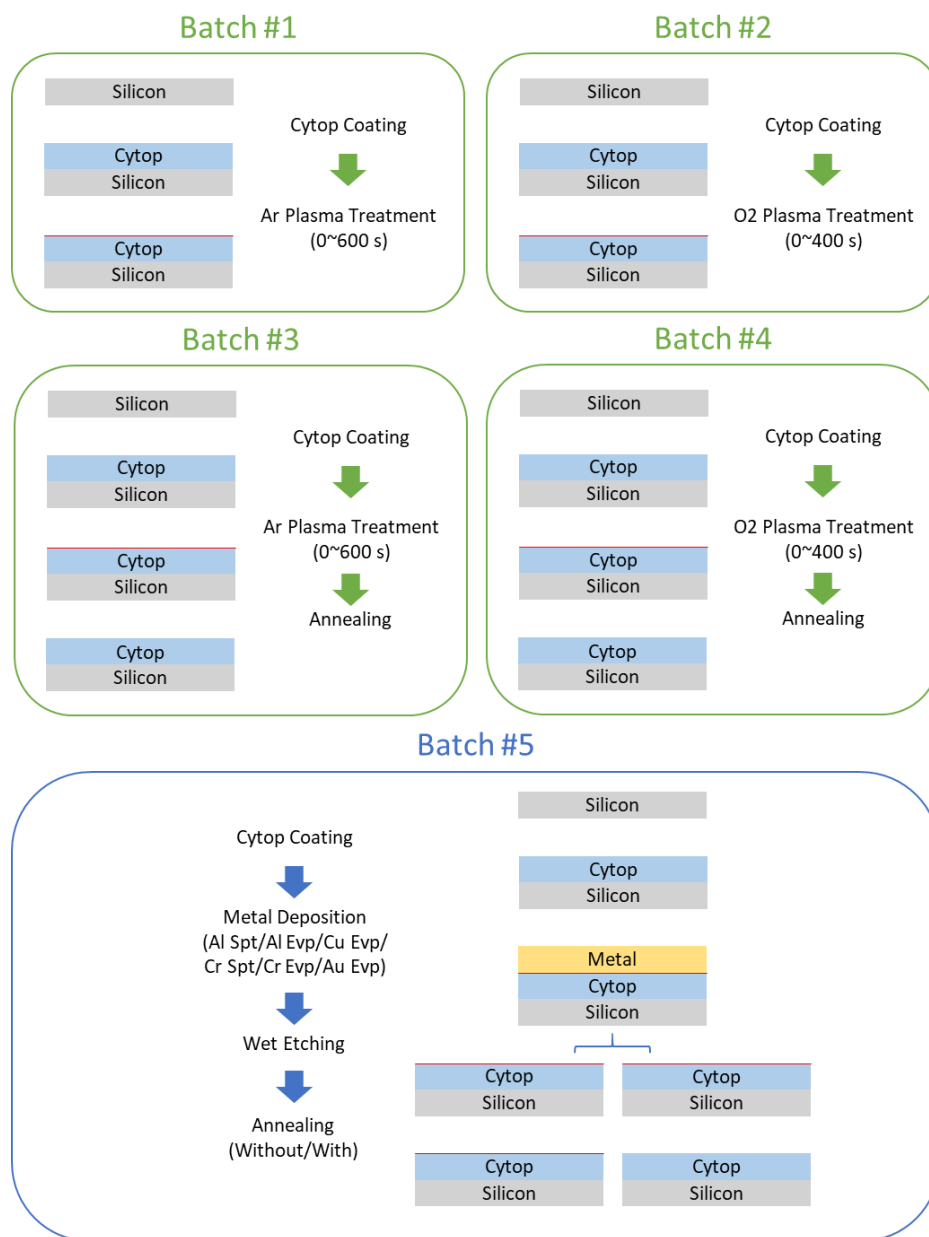 Batch #1
Silicon
Cytop Coating
Cytop
Silicon
Ar Plasma Treatment
(0~600 s)
Cytop
Silicon
Batch #2
Silicon
Cytop Coating
Cytop
Silicon
O2 Plasma Treatment
(0~400 s)
Cytop
Silicon
Batch #3
Silicon
Cytop Coating
Cytop
Silicon
Ar Plasma Treatment
(0~600 s)
Cytop
Silicon
Annealing
Cytop
Silicon
Batch #4
Silicon
Cytop Coating
Cytop
Silicon
O2 Plasma Treatment
(0~400 s)
Cytop
Silicon
Annealing
Cytop
Silicon
Batch #5
Cytop Coating
Metal Deposition
(Al Spt/Al Evp/Cu Evp/
Cr Spt/Cr Evp/Au Evp)
Wet Etching
Annealing
(Without/With)
Silicon
Cytop
Silicon
Metal
Cytop
Silicon
Cytop
Silicon
Cytop
Silicon
Cytop
Silicon
Cytop
Silicon